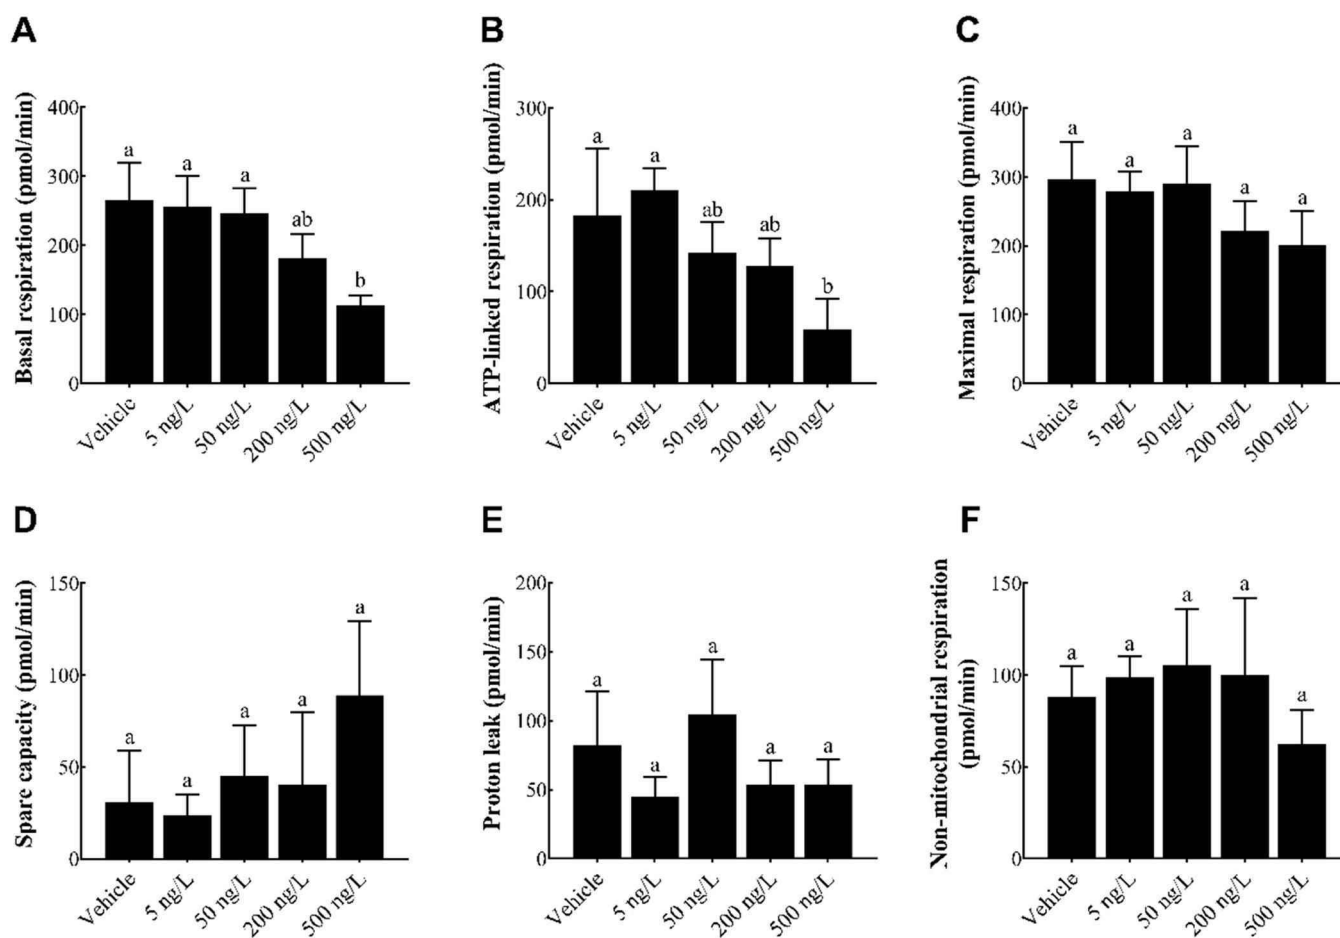 A
Basal respiration (pmol/min)
400
300
200
100
0
a
a
a
ab
b
Vehicle
5 ng/L
50 ng/L
200 ng/L
500 ng/L
B
ATP-linked respiration (pmol/min)
300
200
100
0
a
a
ab
ab
b
Vehicle
5 ng/L
50 ng/L
200 ng/L
500 ng/L
C
Maximal respiration (pmol/min)
400
300
200
100
0
a
a
a
a
a
Vehicle
5 ng/L
50 ng/L
200 ng/L
500 ng/L
D
Spare capacity (pmol/min)
150
100
50
0
a
a
a
a
a
Vehicle
5 ng/L
50 ng/L
200 ng/L
500 ng/L
E
Proton leak (pmol/min)
200
150
100
50
0
a
a
a
a
a
Vehicle
5 ng/L
50 ng/L
200 ng/L
500 ng/L
F
Non-mitochondrial respiration
(pmol/min)
150
100
50
0
a
a
a
a
a
Vehicle
5 ng/L
50 ng/L
200 ng/L
500 ng/L